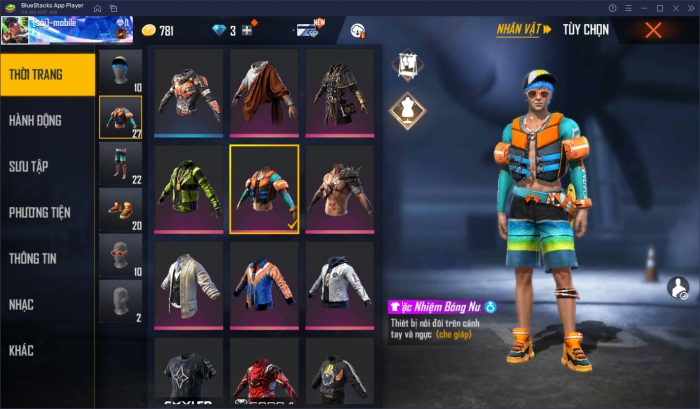 BlueStacks App Player
-mobile
781
3
NEW
NHÂN VẬT
TÙY CHỌN
THỜI TRANG
HÀNH ĐỘNG
SƯU TẬP
PHƯƠNG TIỆN
THÔNG TIN
NHẠC
KHÁC
10
27
22
20
10
2
ặc Nhiệm Bóng Nư
Thiết bị nổi đôi trên cánh
tay và ngực (che giáp)